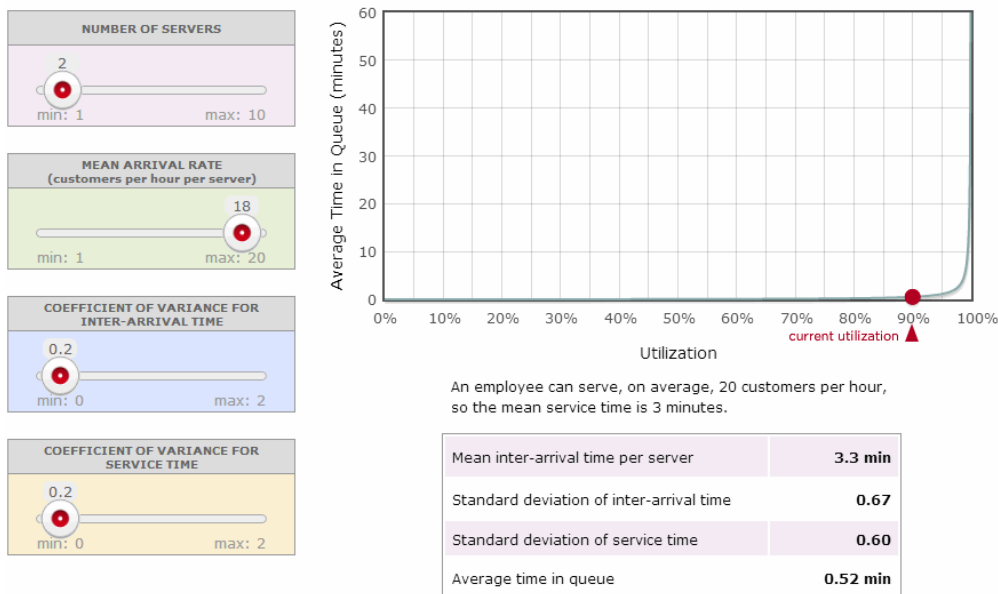 NUMBER OF SERVERS
2
min: 1 max: 10
MEAN ARRIVAL RATE
(customers per hour per server)
18
min: 1 max: 20
COEFFICIENT OF VARIANCE FOR
INTER-ARRIVAL TIME
0.2
min: 0 max: 2
COEFFICIENT OF VARIANCE FOR
SERVICE TIME
0.2
min: 0 max: 2
Average Time in Queue (minutes)
60
50
40
30
20
10
0
0% 10% 20% 30% 40% 50% 60% 70% 80% 90% 100%
current utilization
Utilization
An employee can serve, on average, 20 customers per hour,
so the mean service time is 3 minutes.
Mean inter-arrival time per server 3.3 min
Standard deviation of inter-arrival time 0.67
Standard deviation of service time 0.60
Average time in queue 0.52 min